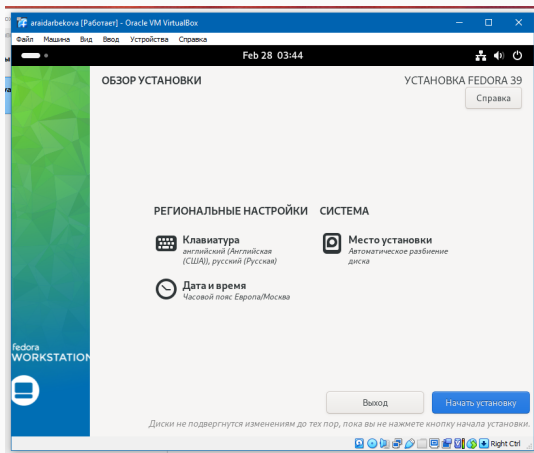 araidarbekova [Работает] - Oracle VM VirtualBox
Файл Машина Вид Ввод Устройства Справка
Feb 28 03:44
ОБЗОР УСТАНОВКИ
УСТАНОВКА FEDORA 39
Справка
РЕГИОНАЛЬНЫЕ НАСТРОЙКИ
СИСТЕМА
Клавиатура
английский (Английская
(США)), русский (Русская)
Место установки
Автоматическое разбиение
диска
Дата и время
Часовой пояс Европа/Москва
fedora
WORKSTATION
Выход
Начать установку
Диски не подвергнутся изменениям до тех пор, пока вы не нажмете кнопку начала установки.
Right Ctrl